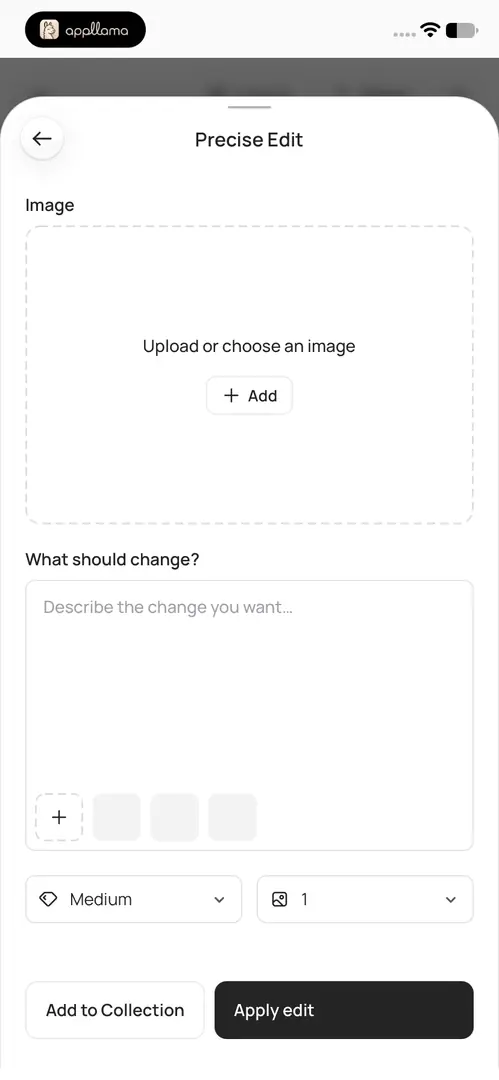 appllama
Precise Edit
Image
Upload or choose an image
Add
What should change?
Describe the change you want...
Medium
1
Add to Collection
Apply edit